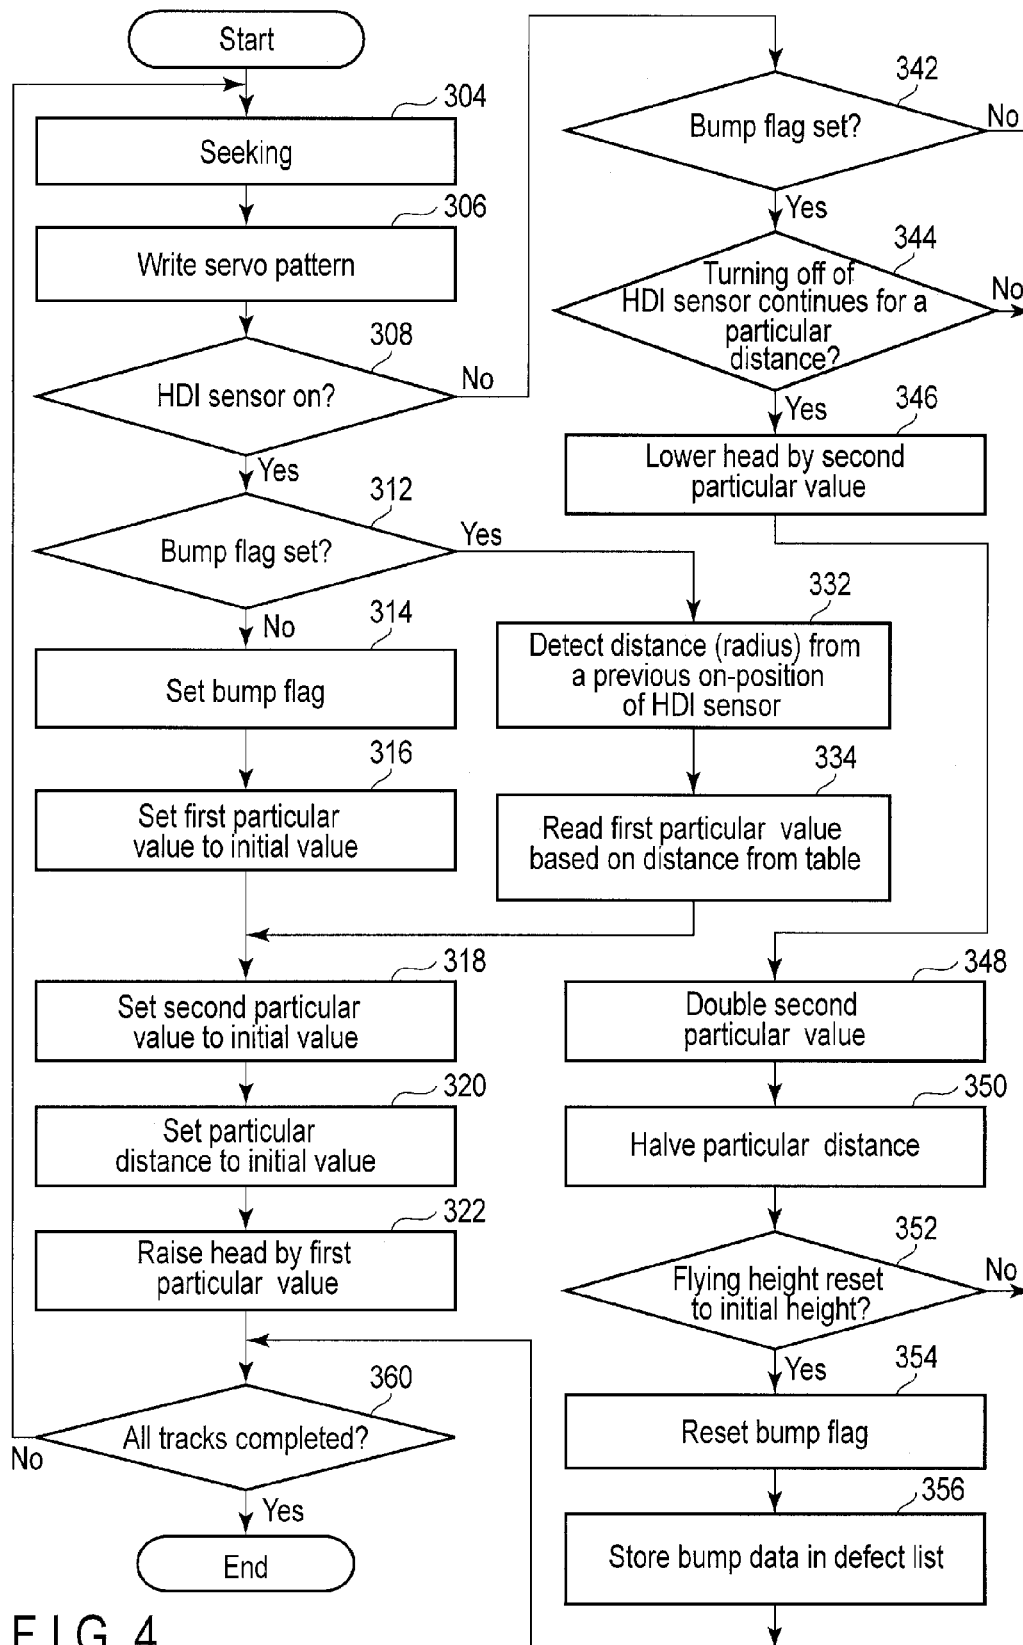 Start
304
Seeking
306
Write servo pattern
308
HDI sensor on?
No
Yes
312
Bump flag set?
Yes
No
314
Set bump flag
316
Set first particular
value to initial value
332
Detect distance (radius) from
a previous on-position
of HDI sensor
334
Read first particular value
based on distance from table
318
Set second particular
value to initial value
320
Set particular
distance to initial value
322
Raise head by first
particular value
360
All tracks completed?
No
Yes
End
342
Bump flag set?
No
Yes
344
Turning off of
HDI sensor continues for a
particular
distance?
No
Yes
346
Lower head by second
particular value
348
Double second
particular value
350
Halve particular distance
352
Flying height reset
to initial height?
No
Yes
354
Reset bump flag
356
Store bump data in defect list
FIG. 4